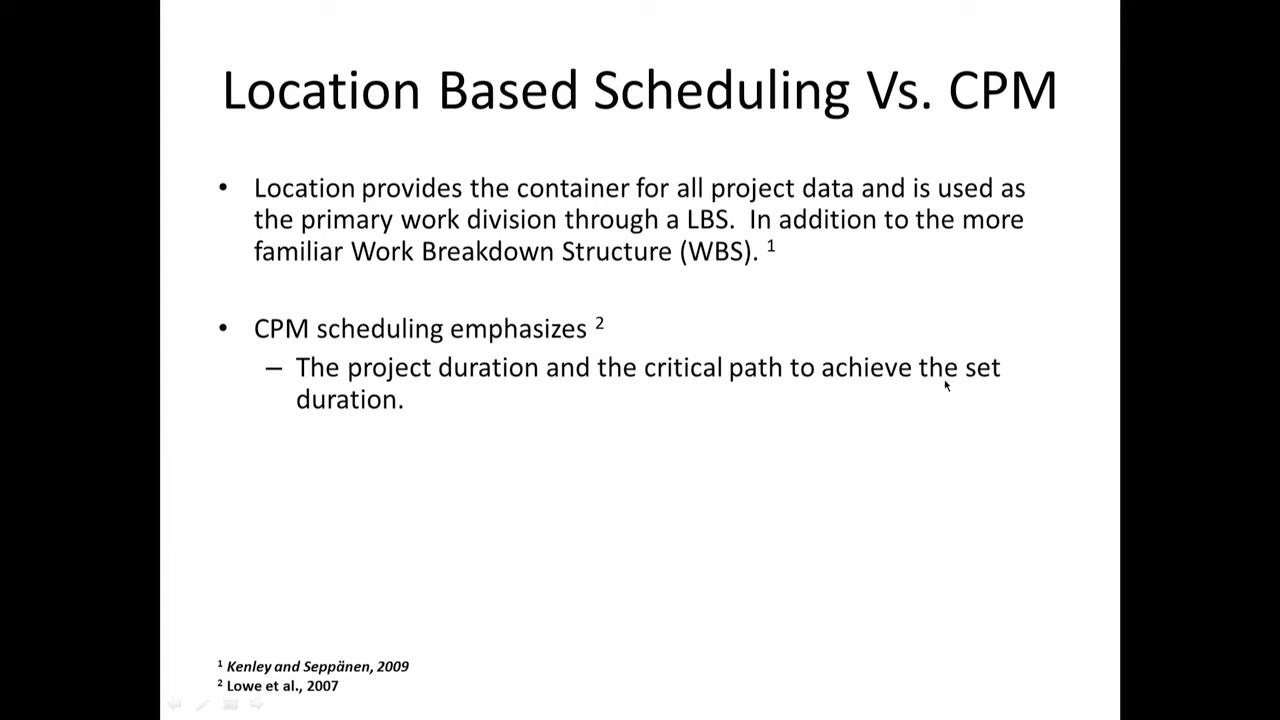 Location Based Scheduling Vs. CPM
• Location provides the container for all project data and is used as
the primary work division through a LBS. In addition to the more
familiar Work Breakdown Structure (WBS). ¹
• CPM scheduling emphasizes ²
– The project duration and the critical path to achieve the set
duration.
¹ Kenley and Seppänen, 2009
² Lowe et al., 2007